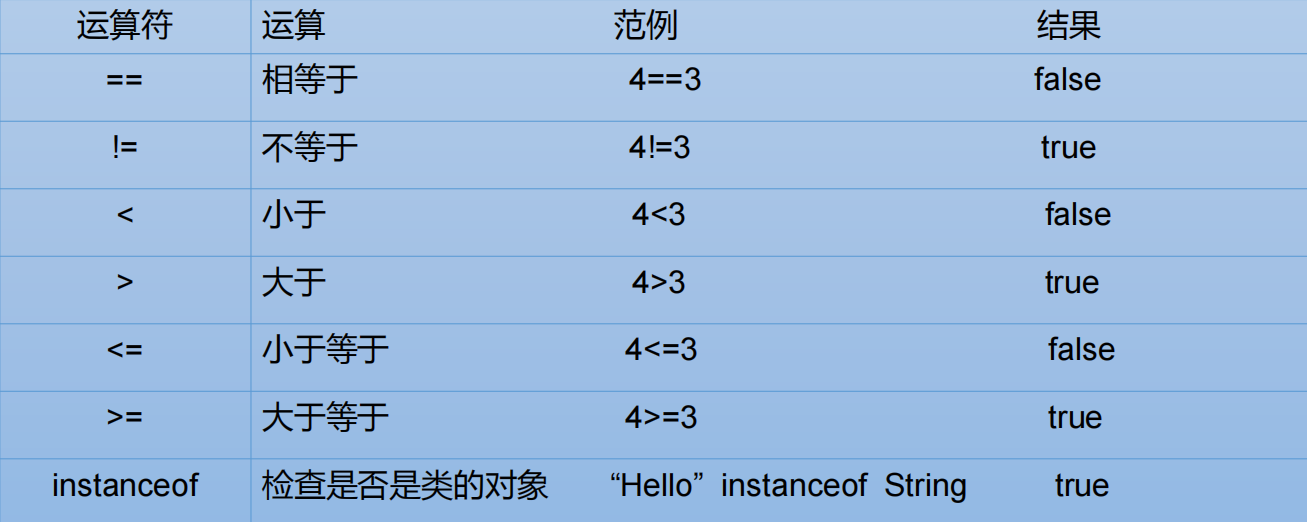 运算符 运算 范例 结果
== 相等于 4==3 false
!= 不等于 4!=3 true
< 小于 4<3 false
> 大于 4>3 true
<= 小于等于 4<=3 false
>= 大于等于 4>=3 true
instanceof 检查是否是类的对象 “Hello” instanceof String true